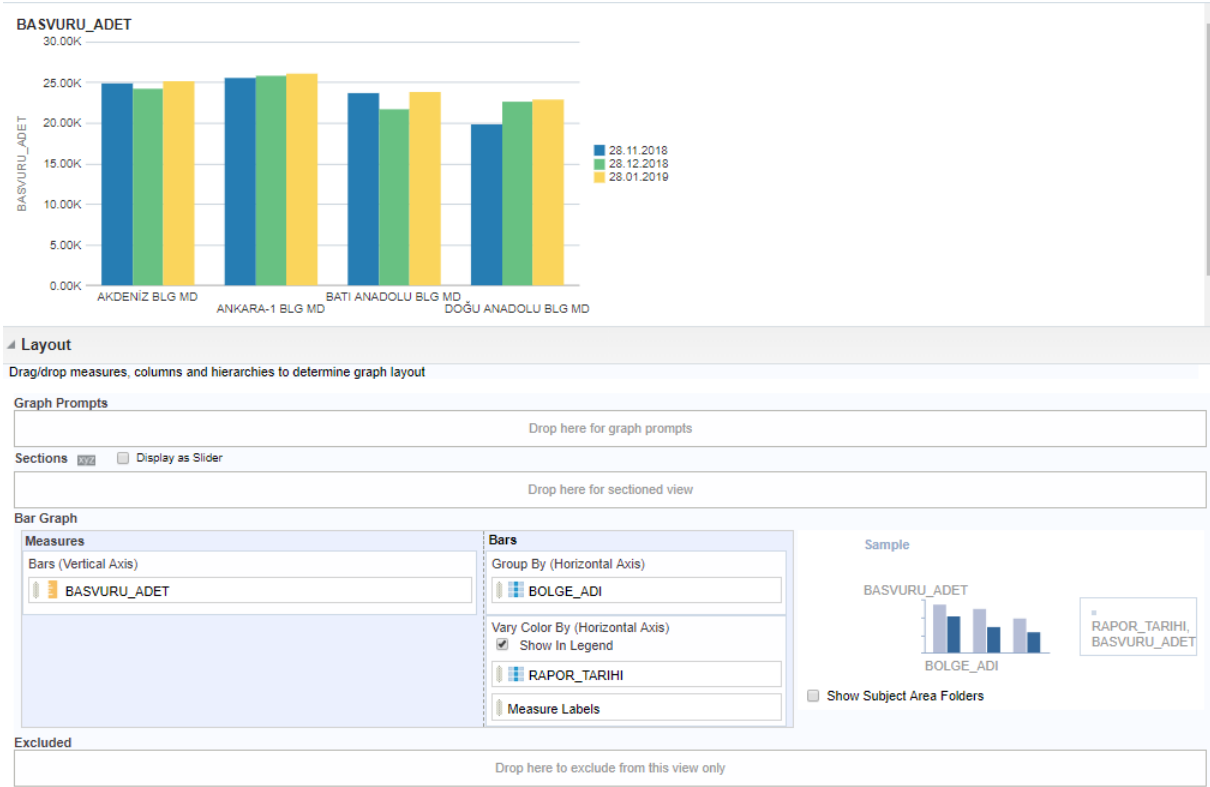 BASVURU_ADET
30.00K
25.00K
20.00K
15.00K
10.00K
5.00K
0.00K
BASVURU_ADET
AKDENİZ BLG MD
ANKARA-1 BLG MD
BATI ANADOLU BLG MD
DOĞU ANADOLU BLG MD
28.11.2018
28.12.2018
28.01.2019
Layout
Drag/drop measures, columns and hierarchies to determine graph layout
Graph Prompts
Drop here for graph prompts
Sections xyz Display as Slider
Drop here for sectioned view
Bar Graph
Measures
Bars (Vertical Axis)
BASVURU_ADET
Bars
Group By (Horizontal Axis)
BOLGE_ADI
Vary Color By (Horizontal Axis)
Show In Legend
RAPOR_TARIHI
Measure Labels
Sample
BASVURU_ADET
BOLGE_ADI
RAPOR_TARIHI,
BASVURU_ADET
Show Subject Area Folders
Excluded
Drop here to exclude from this view only